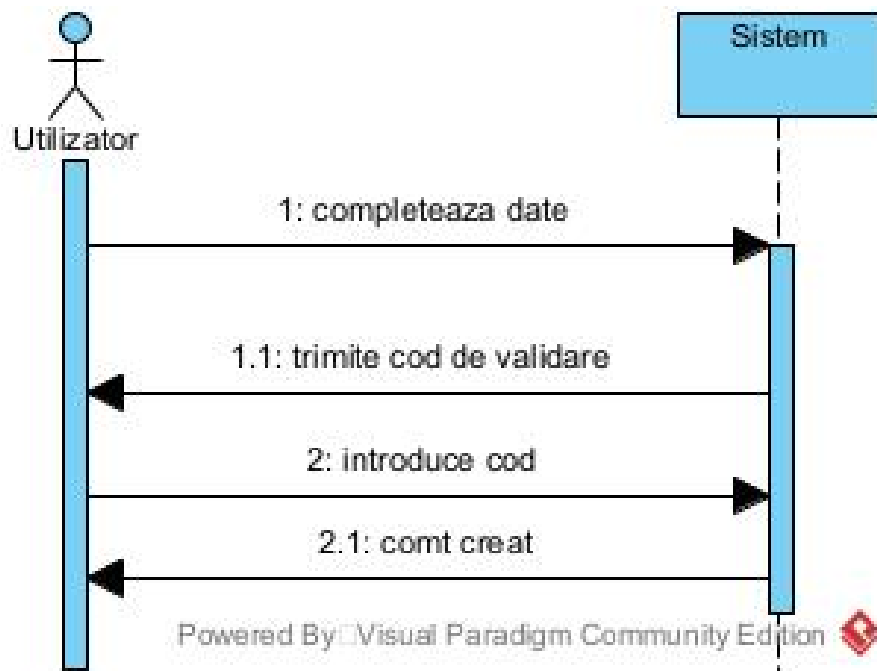 Sistem
Utilizator
1: completeaza date
1.1: trimite cod de validare
2: introduce cod
2.1: comt creat
Powered By Visual Paradigm Community Edition